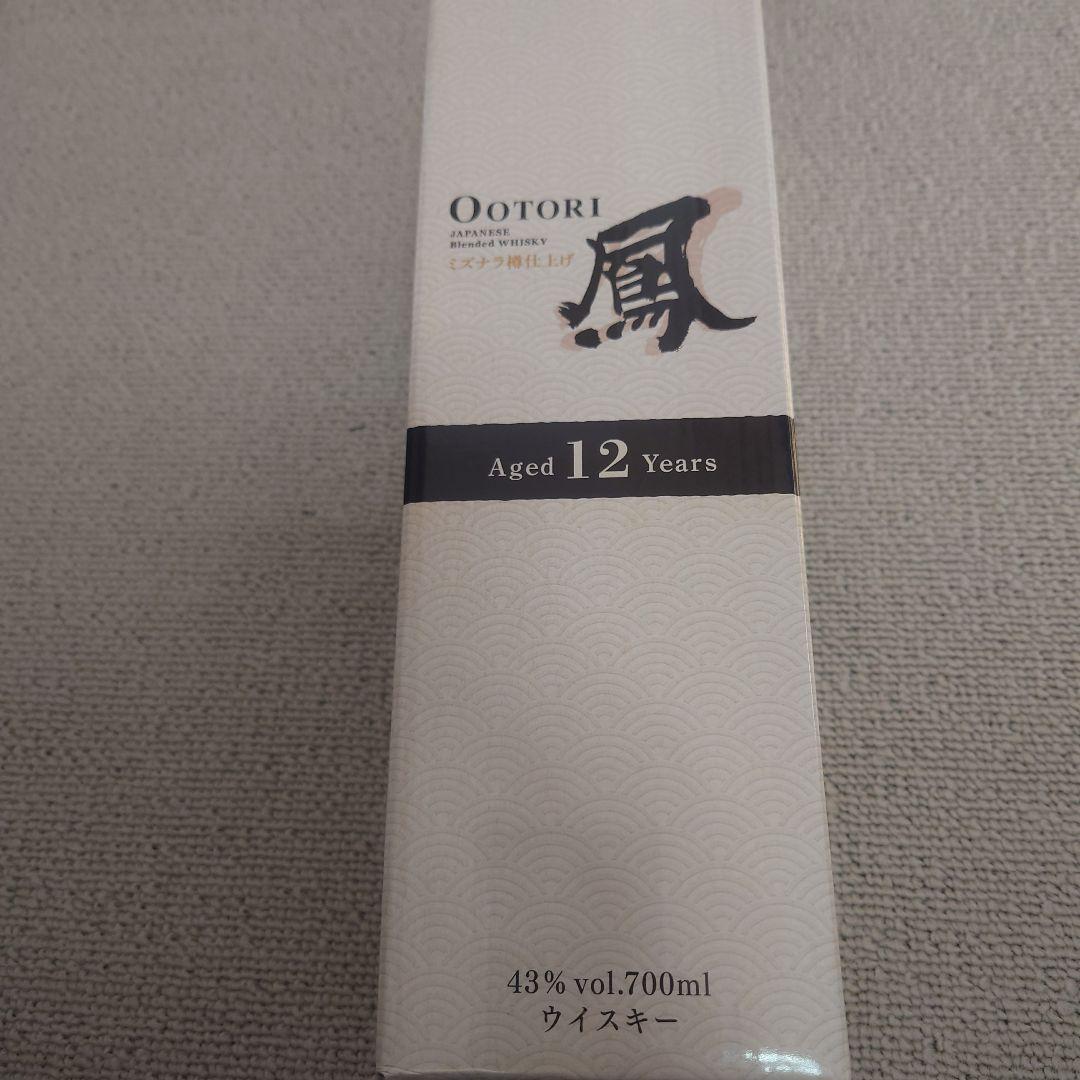 OOTORI
JAPANESE
Blended WHISKY
ミズナラ樽仕上げ
鳳
Aged 12 Years
43% vol.700ml
ウイスキー